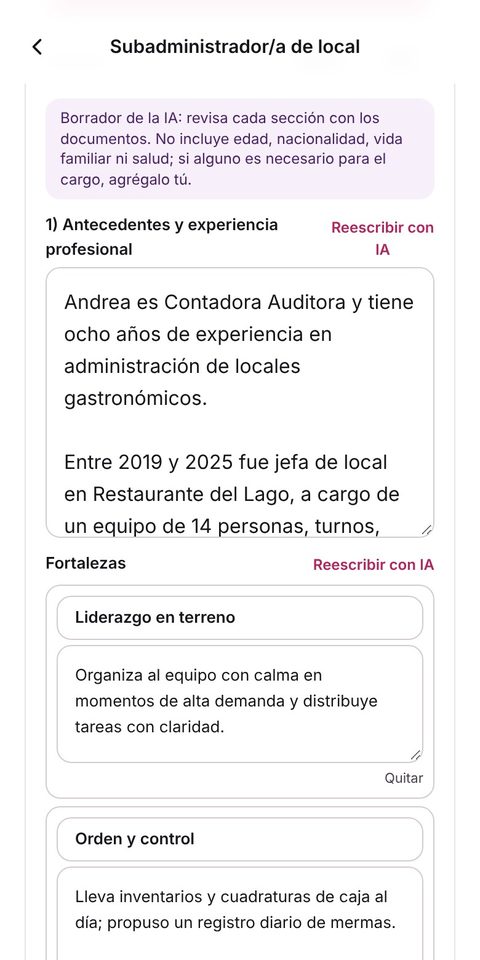 Subadministrador/a de local
Borrador de la IA: revisa cada sección con los
documentos. No incluye edad, nacionalidad, vida
familiar ni salud; si alguno es necesario para el
cargo, agrégalo tú.
1) Antecedentes y experiencia
profesional
Reescribir con
IA
Andrea es Contadora Auditora y tiene
ocho años de experiencia en
administración de locales
gastronómicos.
Entre 2019 y 2025 fue jefa de local
en Restaurante del Lago, a cargo de
un equipo de 14 personas, turnos,
Fortalezas
Reescribir con IA
Liderazgo en terreno
Organiza al equipo con calma en
momentos de alta demanda y distribuye
tareas con claridad.
Quitar
Orden y control
Lleva inventarios y cuadraturas de caja al
día; propuso un registro diario de mermas.